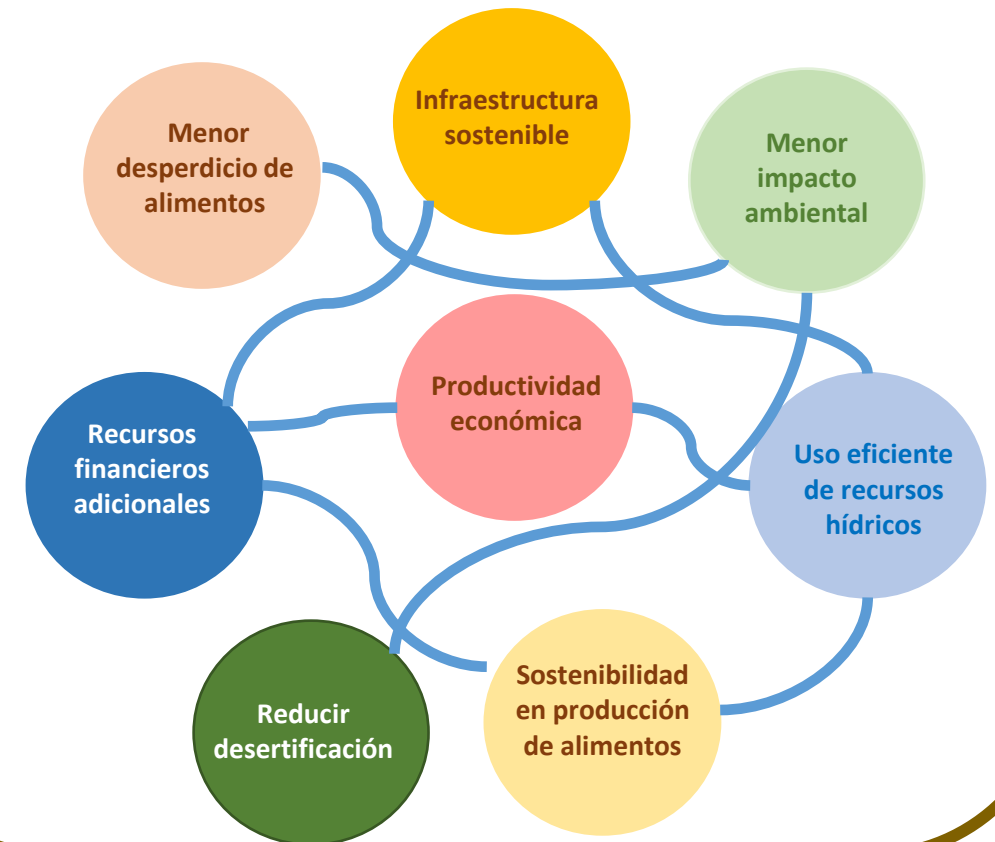 Infraestructura
sostenible
Menor
desperdicio de
alimentos
Menor
impacto
ambiental
Productividad
económica
Recursos
financieros
adicionales
Uso eficiente
de recursos
hídricos
Sostenibilidad
en producción
de alimentos
Reducir
desertificación